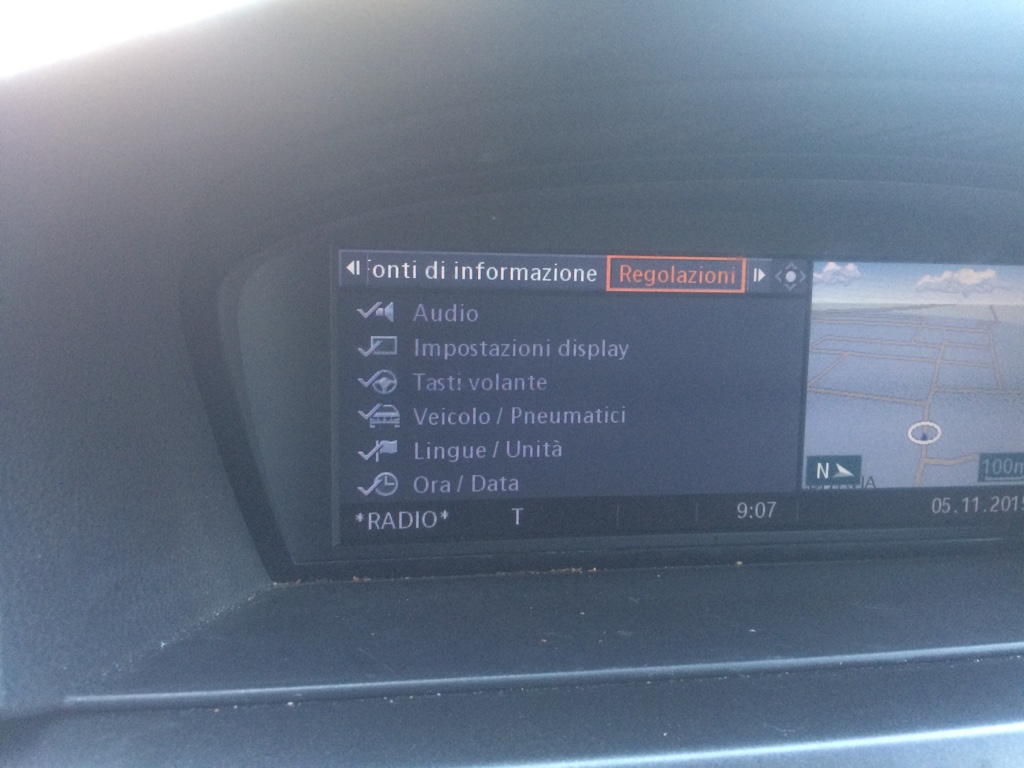 onti di informazione Regolazioni
Audio
Impostazioni display
Tasti volante
Veicolo / Pneumatici
Lingue / Unità
Ora / Data
N
100m
*RADIO* T 9:07 05.11.2015